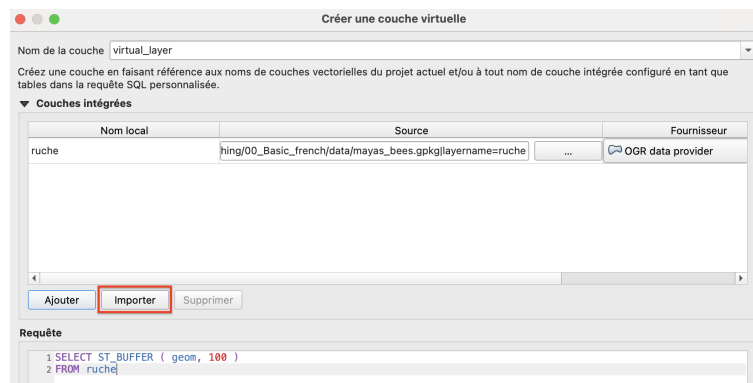 Créer une couche virtuelle
Nom de la couche virtual_layer
Créez une couche en faisant référence aux noms de couches vectorielles du projet actuel et/ou à tout nom de couche intégrée configuré en tant que
tables dans la requête SQL personnalisée.
Couches intégrées
Nom local Source Fournisseur
ruche hing/00_Basic_french/data/mayas_bees.gpkg|layername=ruche ... OGR data provider
Ajouter Importer Supprimer
Requête
1 SELECT ST_BUFFER ( geom, 100 )
2 FROM ruche